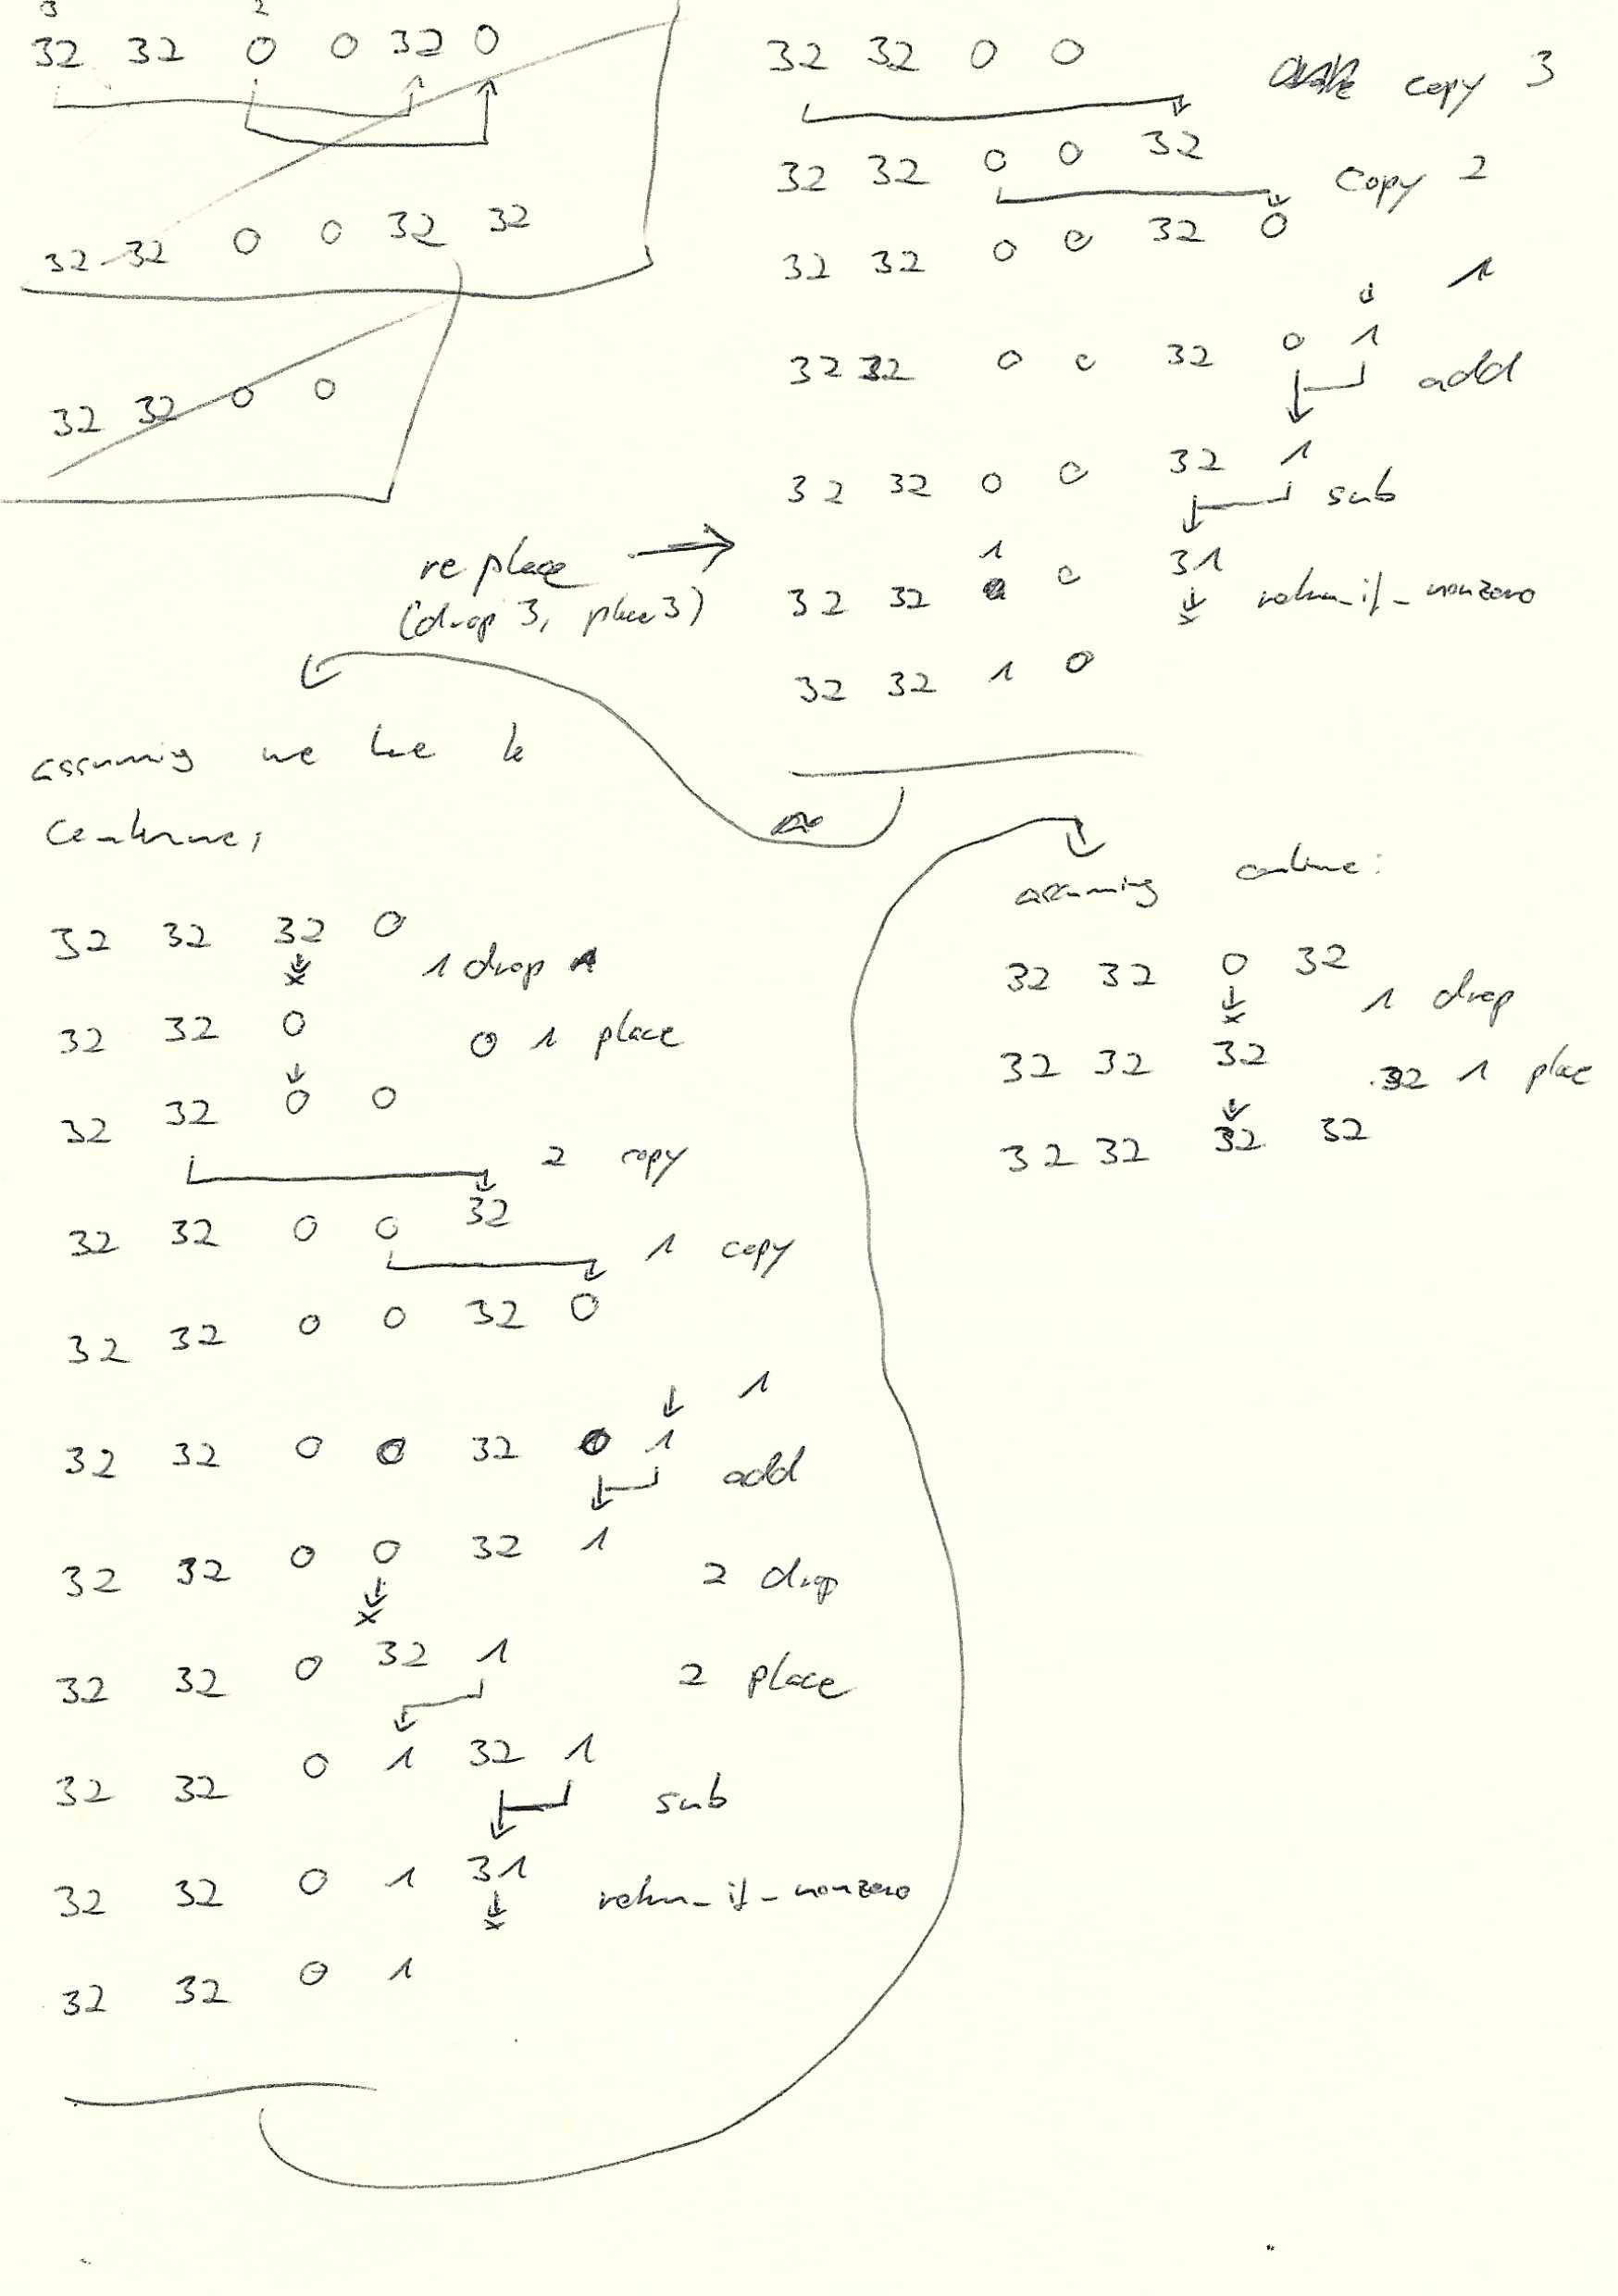 3 2
32 32 0 0 32 0
32 32 0 0 32 32
32 32 0 0
32 32 0 0 copy 3
32 32 0 0 32 copy 2
32 32 0 0 32 0
1
32 32 0 0 32 0 1 add
32 32 0 0 32 1 sub
replace (drop 3, place 3)
1
32 32 0 31 return_if_nonzero
32 32 1 0
assuming we have to
continue,
32 32 32 0
1 drop
32 32 0 0 1 place
32 32 0 0
2 copy
32 32 0 0 32
1 copy
32 32 0 0 32 0
1
32 32 0 0 32 0 1
add
32 32 0 0 32 1
2 drop
32 32 0 32 1
2 place
32 32 0 1 32 1
sub
32 32 0 1 31
return_if_nonzero
32 32 0 1
assuming continue:
32 32 0 32
1 drop
32 32 32
32 1 place
32 32 32 32